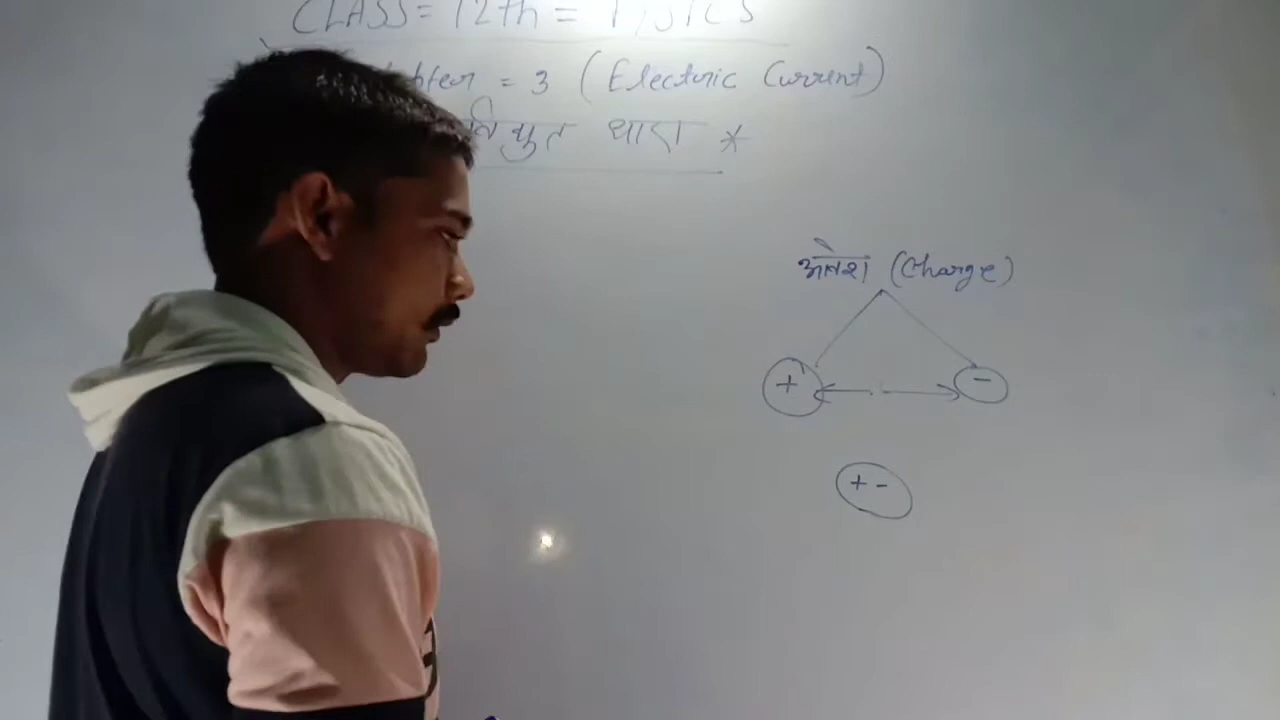 CLASS = 12th = Physics
= 3 (Electric Current)
धारा *
आवेश (Charge)
+ -
+ -